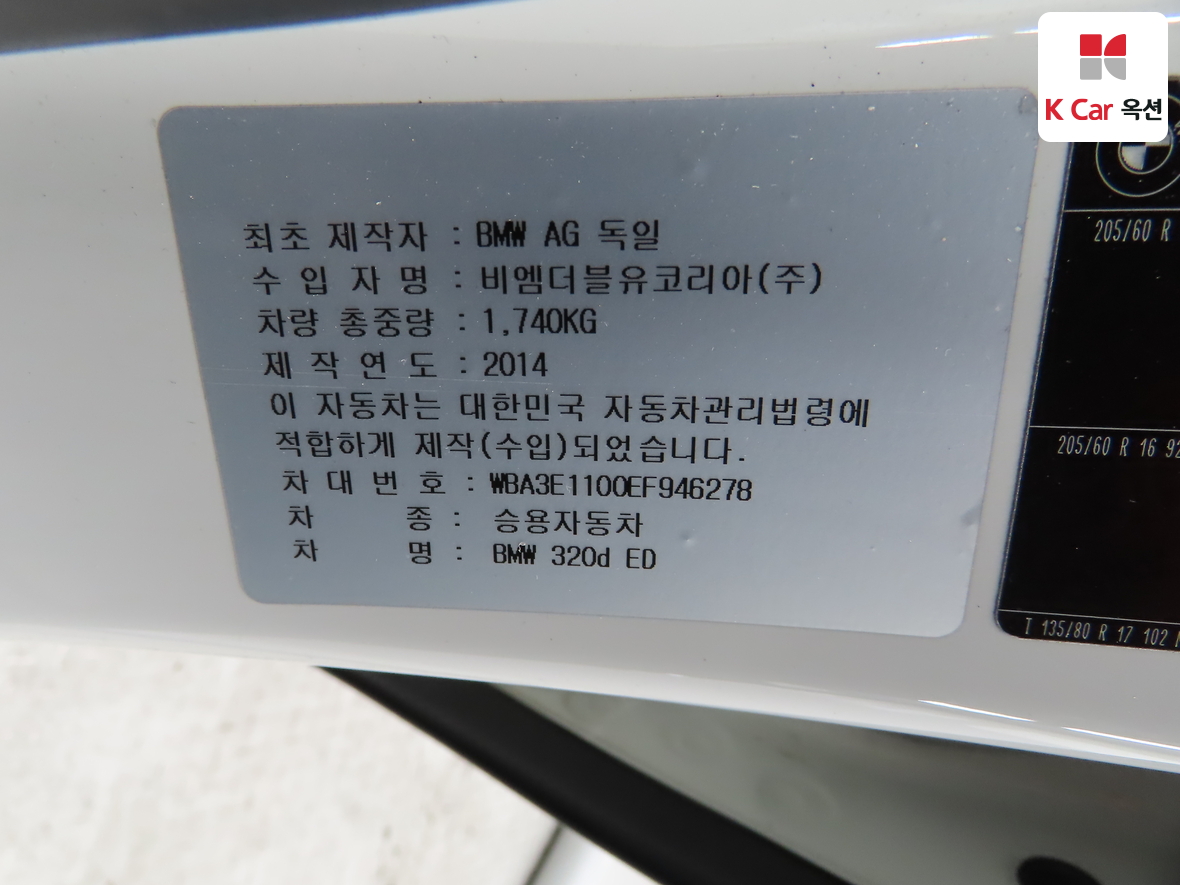 K Car 옥션
최초 제작자 : BMW AG 독일
수 입 자 명 : 비엠더블유코리아(주)
차량 총중량 : 1,740KG
제 작 연 도 : 2014
이 자동차는 대한민국 자동차관리법령에
적합하게 제작(수입)되었습니다.
차 대 번 호 : WBA3E1100EF946278
차 종 : 승용자동차
차 명 : BMW 320d ED
205/60 R
205/60 R 16 92
T 135/80 R 17 102